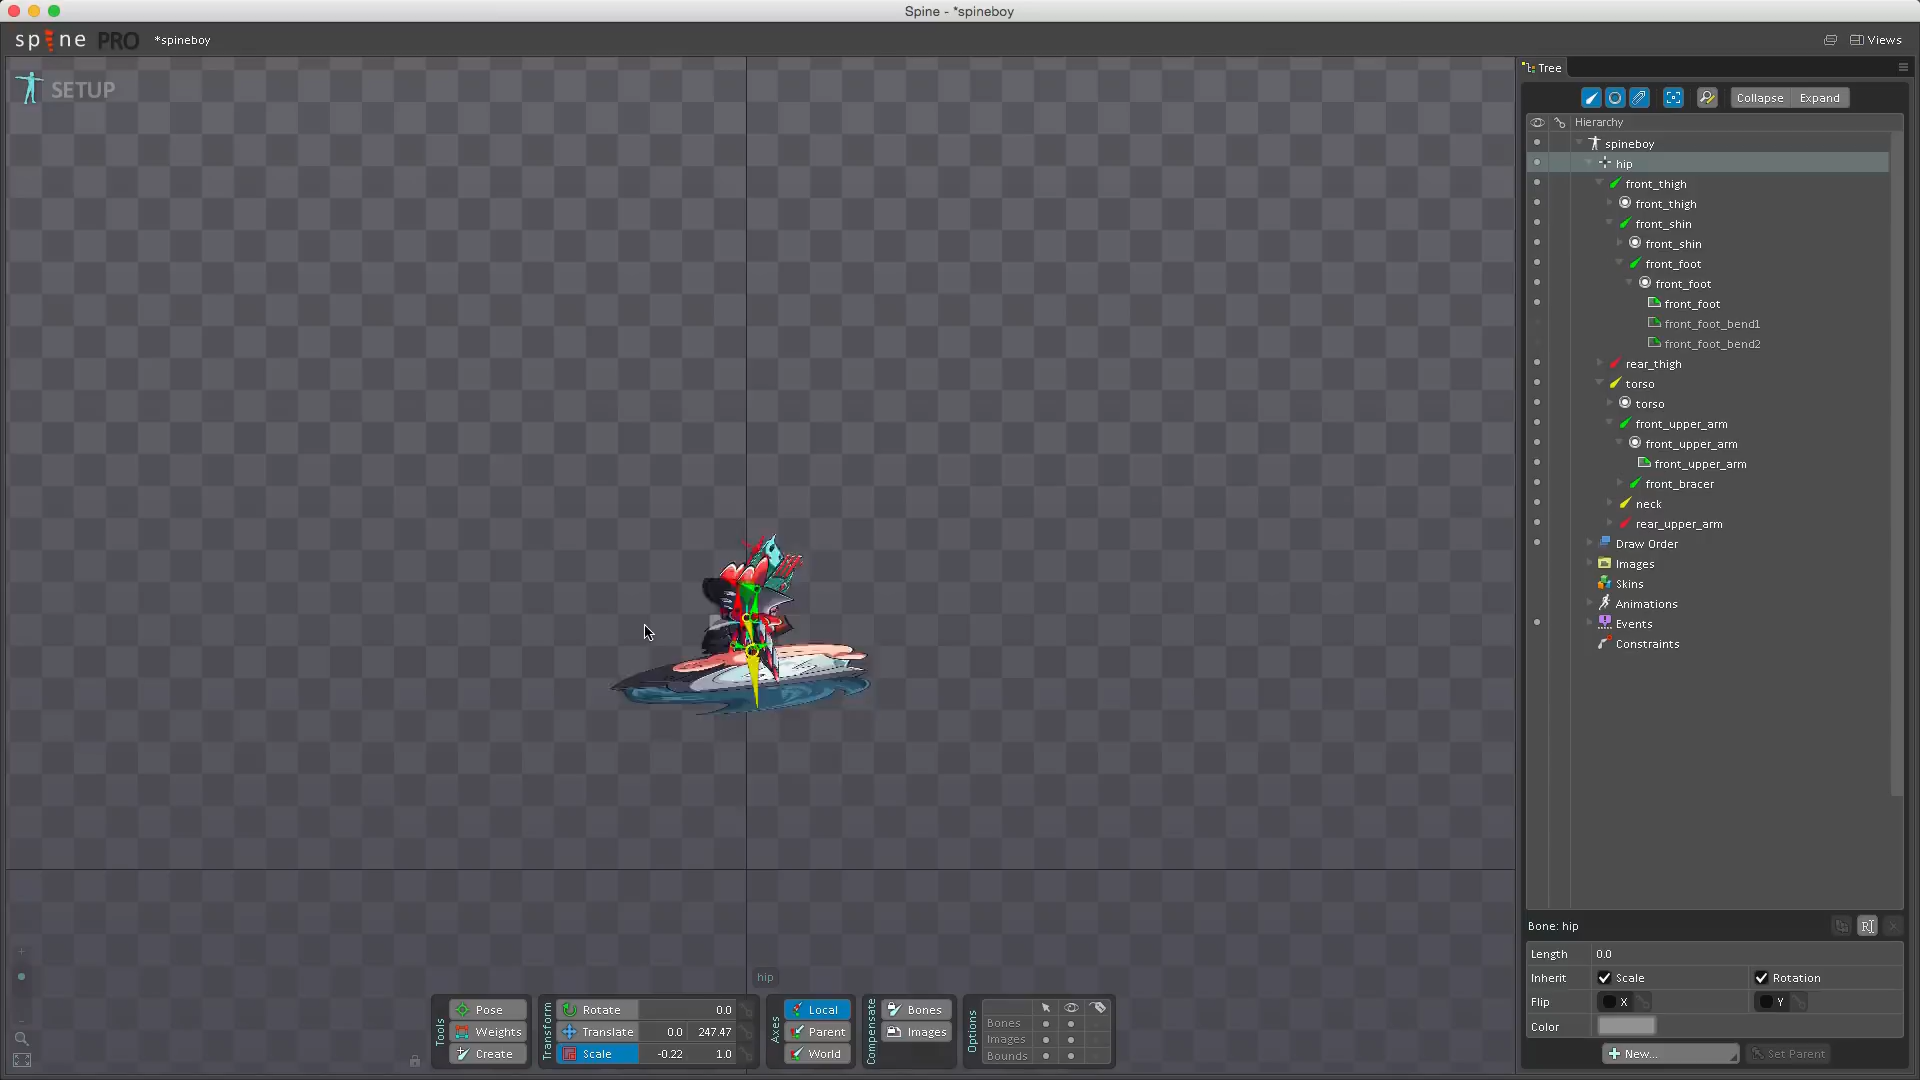 Spine - *spineboy
spine PRO *spineboy Views
SETUP
Tree
Collapse Expand
Hierarchy
spineboy
hip
front_thigh
front_thigh
front_shin
front_shin
front_foot
front_foot
front_foot
front_foot_bend1
front_foot_bend2
rear_thigh
torso
torso
front_upper_arm
front_upper_arm
front_upper_arm
front_bracer
neck
rear_upper_arm
Draw Order
Images
Skins
Animations
Events
Constraints
Bone: hip
Length 0.0
Inherit Scale Rotation
Flip X Y
Color
New... Set Parent
hip
Tools
Pose
Weights
Create
Transform
Rotate 0.0
Translate 0.0 247.47
Scale -0.22 1.0
Axes
Local
Parent
World
Compensate
Bones
Images
Options
Bones
Images
Bounds